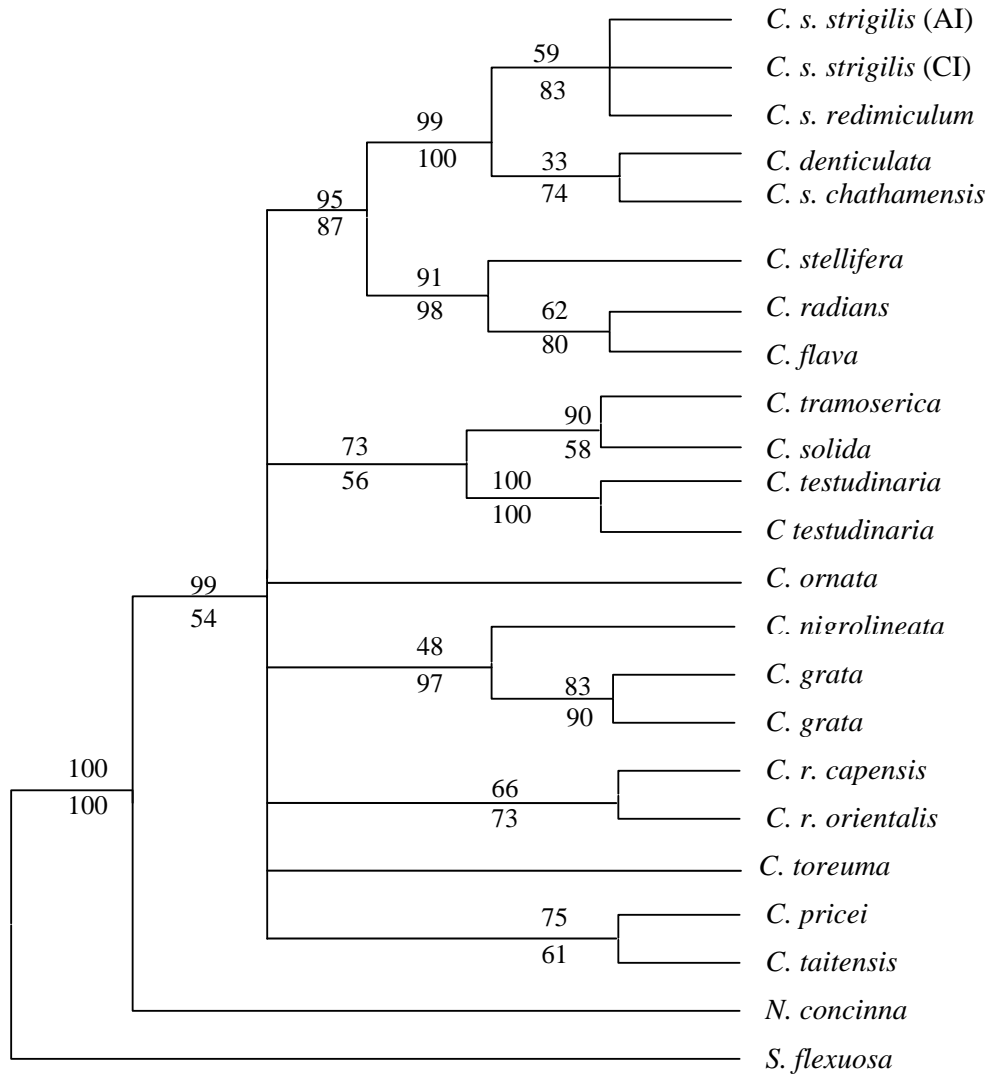 C. s. strigilis (AI)
59
C. s. strigilis (CI)
83
99
C. s. redimiculum
100
33
C. denticulata
74
C. s. chathamensis
95
87
C. stellifera
91
98
62
C. radians
80
C. flava
C. tramoserica
90
73
58
C. solida
56
100
C. testudinaria
100
C testudinaria
99
C. ornata
54
C. nigrolineata
48
97
83
C. grata
90
C. grata
100
100
C. r. capensis
66
73
C. r. orientalis
C. toreuma
75
C. pricei
61
C. taitensis
N. concinna
S. flexuosa